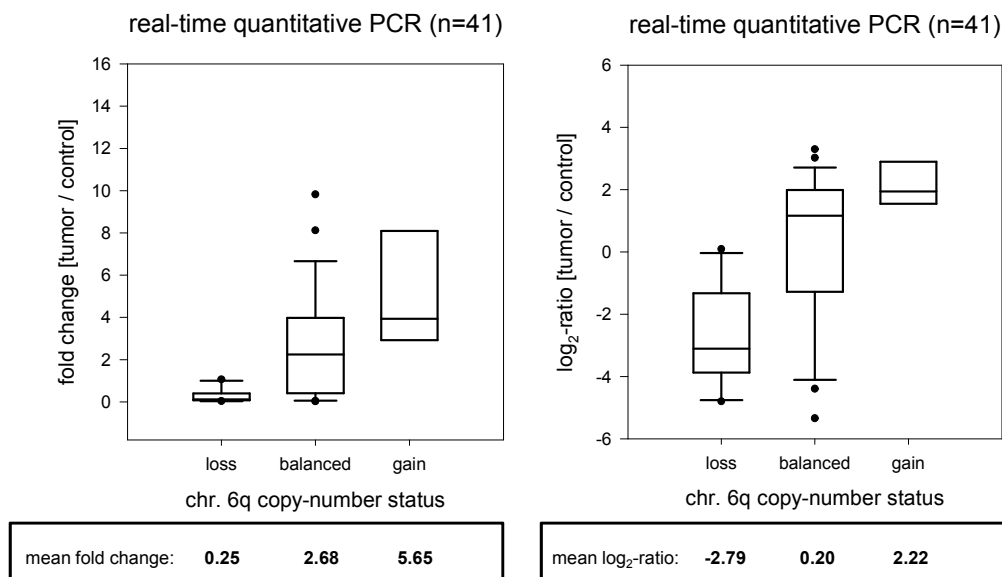 real-time quantitative PCR (n=41)
fold change [tumor / control]
16
14
12
10
8
6
4
2
0
loss balanced gain
chr. 6q copy-number status
mean fold change: 0.25 2.68 5.65
real-time quantitative PCR (n=41)
log₂-ratio [tumor / control]
6
4
2
0
-2
-4
-6
loss balanced gain
chr. 6q copy-number status
mean log₂-ratio: -2.79 0.20 2.22